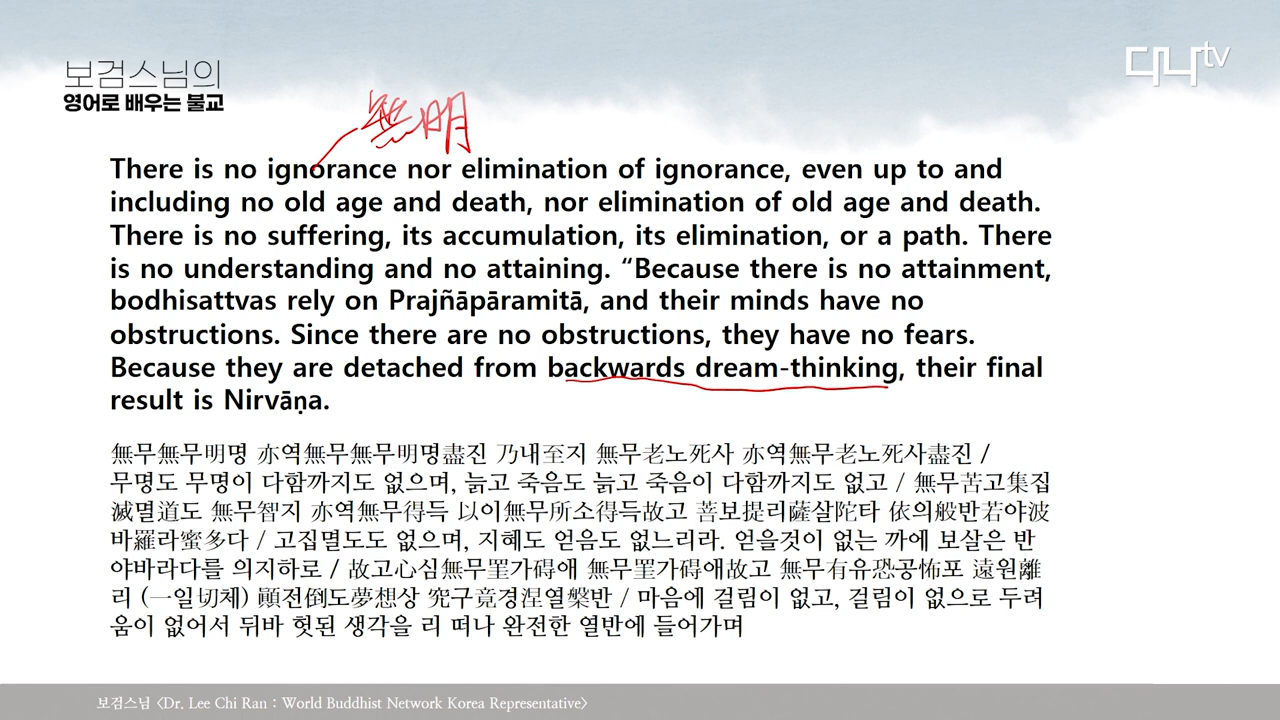 보검스님의
영어로 배우는 불교
tv
無明
There is no ignorance nor elimination of ignorance, even up to and
including no old age and death, nor elimination of old age and death.
There is no suffering, its accumulation, its elimination, or a path. There
is no understanding and no attaining. “Because there is no attainment,
bodhisattvas rely on Prajñāpāramitā, and their minds have no
obstructions. Since there are no obstructions, they have no fears.
Because they are detached from backwards dream-thinking, their final
result is Nirvāṇa.
無무無무明명 亦역無무無무明명盡진 乃내至지 無무老노死사 亦역無무老노死사盡진 /
무명도 무명이 다함까지도 없으며, 늙고 죽음도 늙고 죽음이 다함까지도 없고 / 無무苦고集집
滅멸道도 無무智지 亦역無무得득 以이無무所소得득故고 菩보提리薩살陀타 依의般반若야波
바羅라蜜多다 / 고집멸도도 없으며, 지혜도 얻음도 없느리라. 얻을것이 없는 까에 보살은 반
야바라다를 의지하로 / 故고心심無무罣가碍애 無무罣가碍애故고 無무有유恐공怖포 遠원離
리 (一일切체) 顚전倒도夢想상 究구竟경涅열槃반 / 마음에 걸림이 없고, 걸림이 없으로 두려
움이 없어서 뒤바 헛된 생각을 리 떠나 완전한 열반에 들어가며
보검스님 <Dr. Lee Chi Ran : World Buddhist Network Korea Representative>